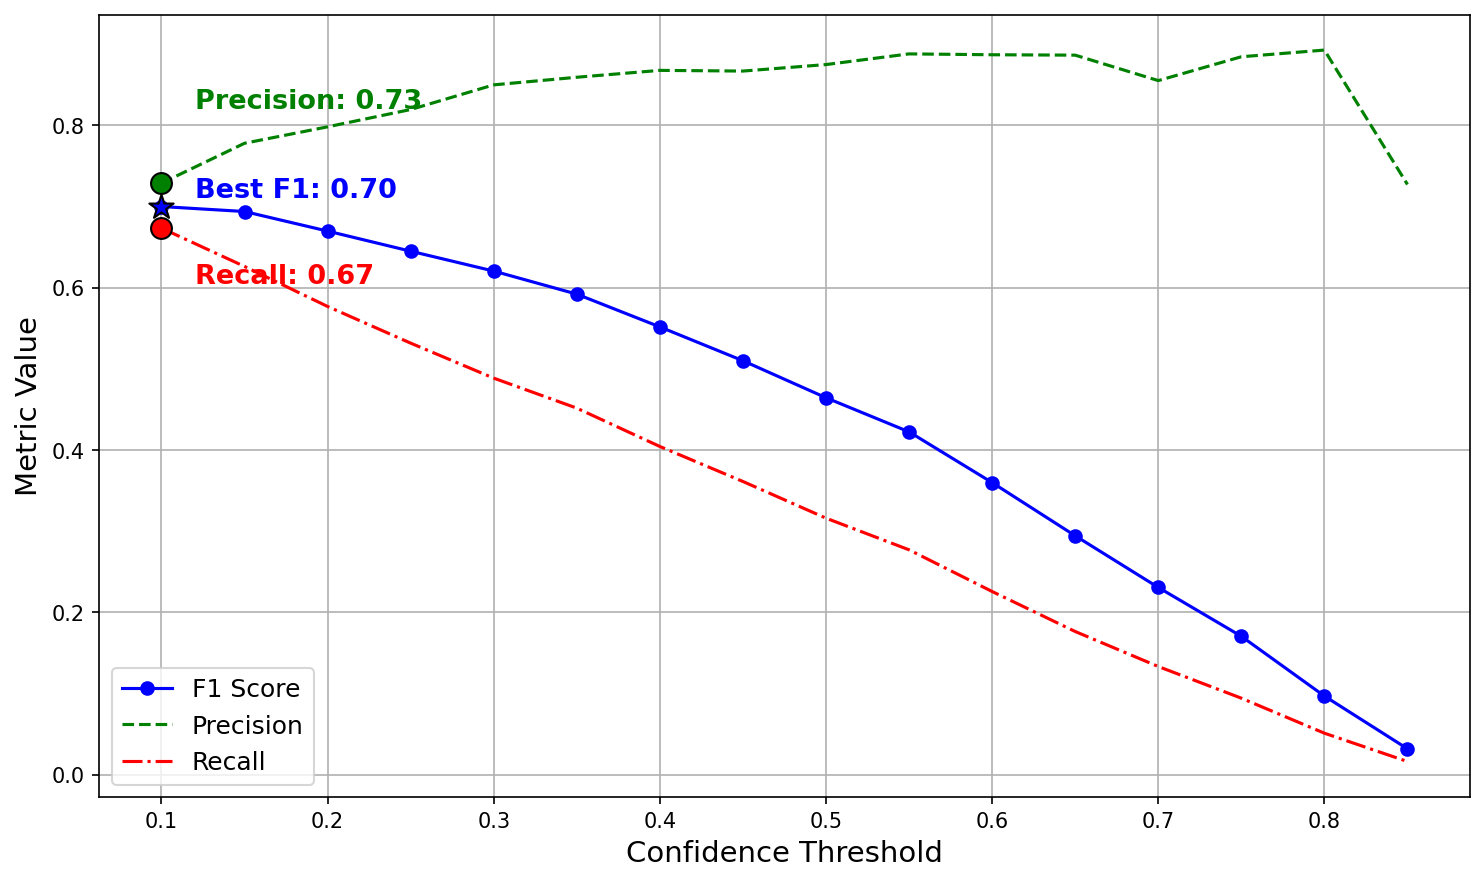 Precision: 0.73
Best F1: 0.70
Recall: 0.67
Metric Value
0.8
0.6
0.4
0.2
0.0
F1 Score
Precision
Recall
0.1 0.2 0.3 0.4 0.5 0.6 0.7 0.8
Confidence Threshold